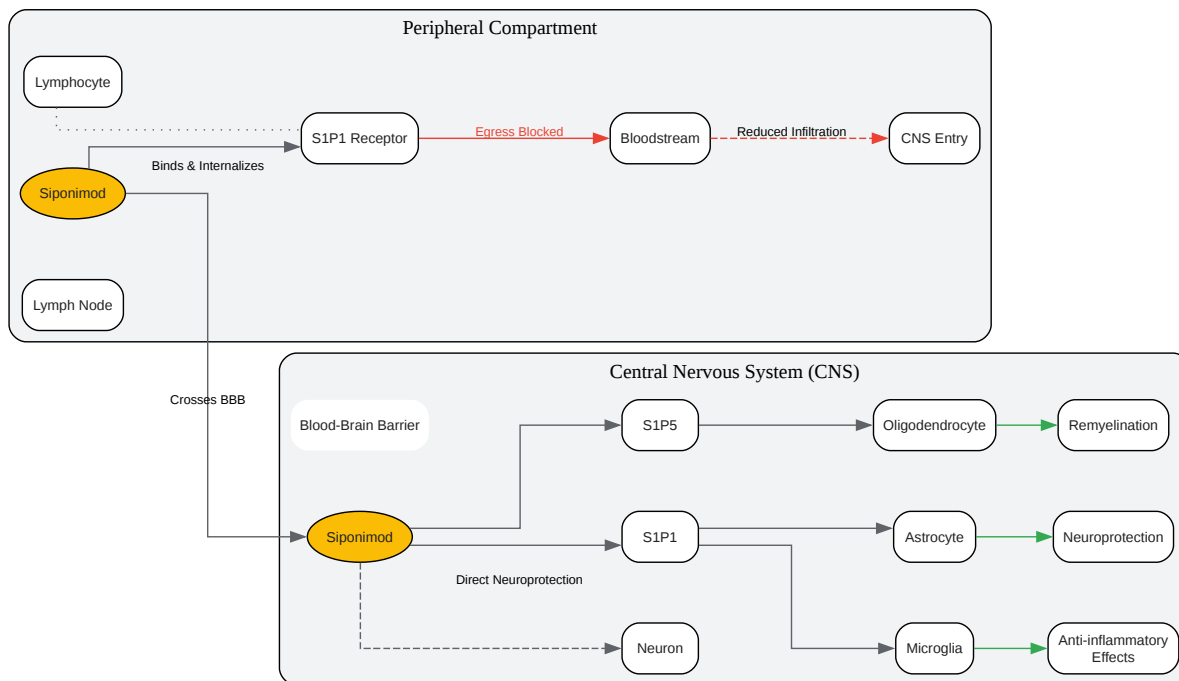 Peripheral Compartment
Lymphocyte
S1P1 Receptor
Egress Blocked
Bloodstream
Reduced Infiltration
CNS Entry
Binds & Internalizes
Siponimod
Lymph Node
Central Nervous System (CNS)
Crosses BBB
Blood-Brain Barrier
S1P5
Oligodendrocyte
Remyelination
Siponimod
S1P1
Astrocyte
Neuroprotection
Direct Neuroprotection
Neuron
Microglia
Anti-inflammatory
Effects